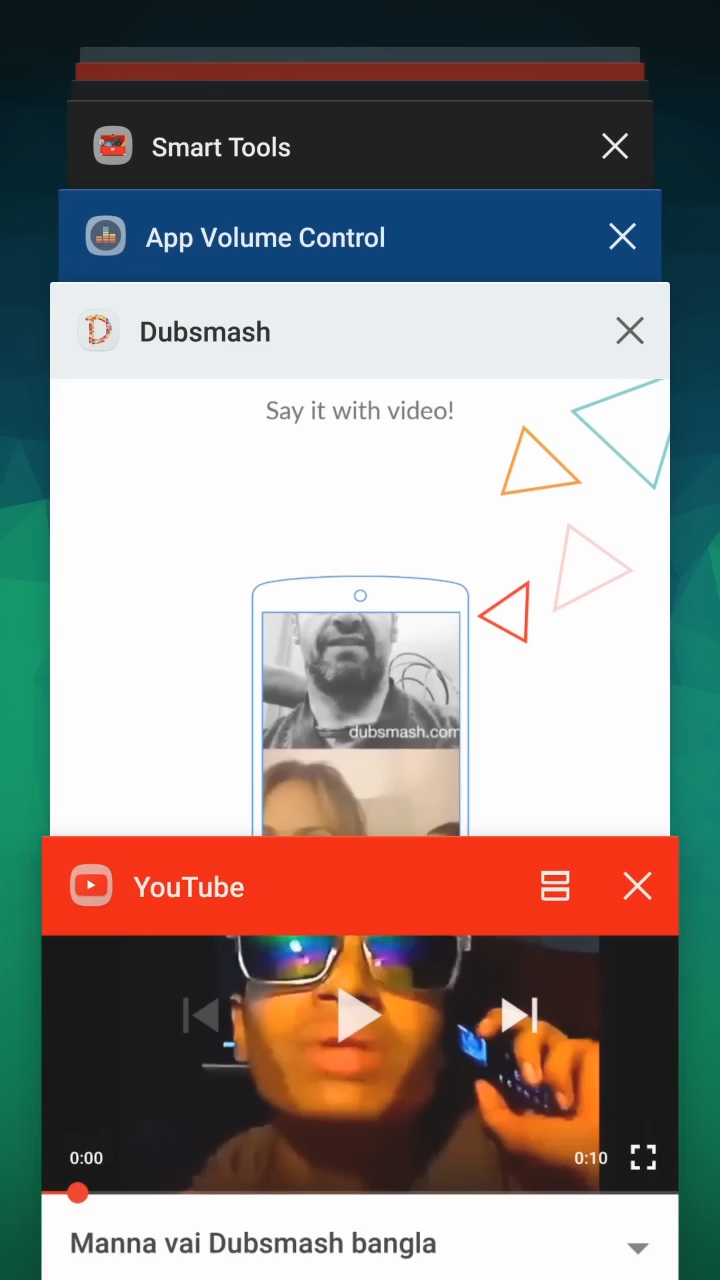 Smart Tools
App Volume Control
Dubsmash
Say it with video!
dubsmash.com
YouTube
0:00
0:10
Manna vai Dubsmash bangla